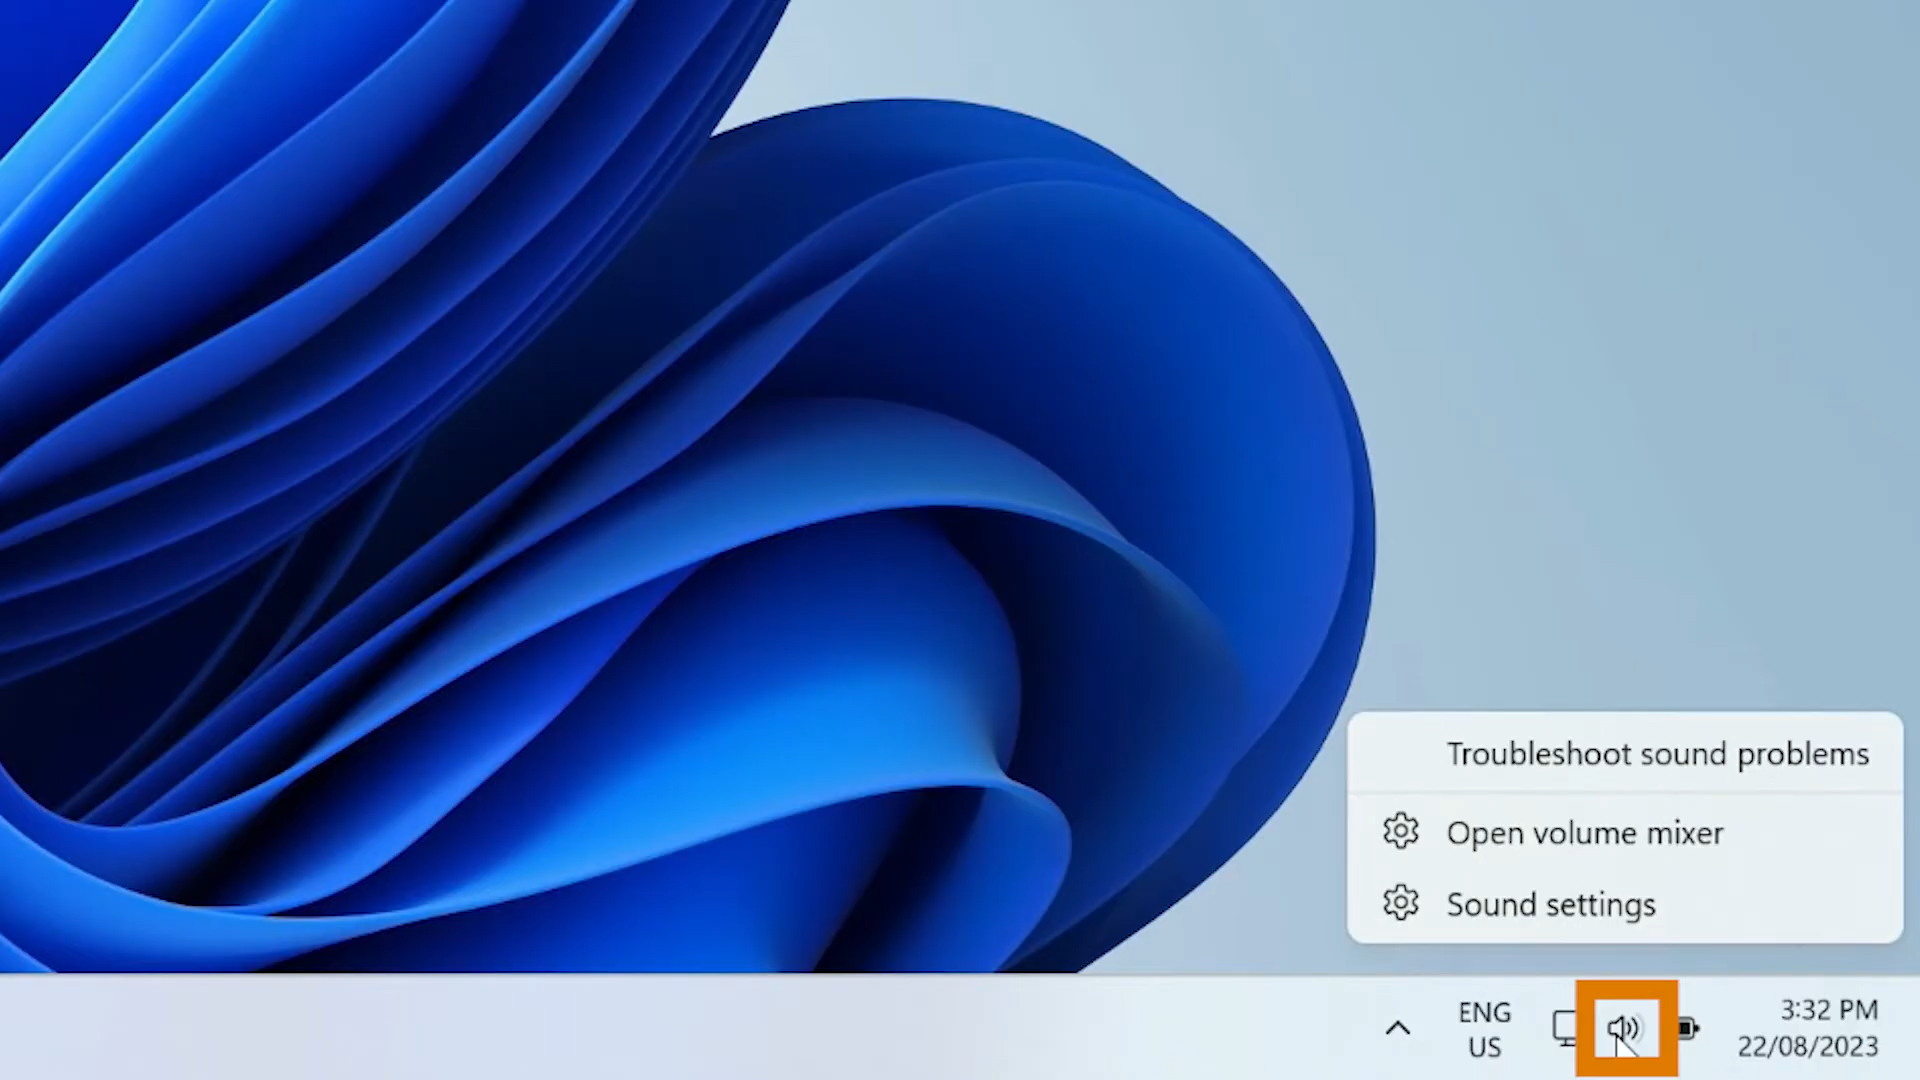 Troubleshoot sound problems
Open volume mixer
Sound settings
ENG
US
3:32 PM
22/08/2023